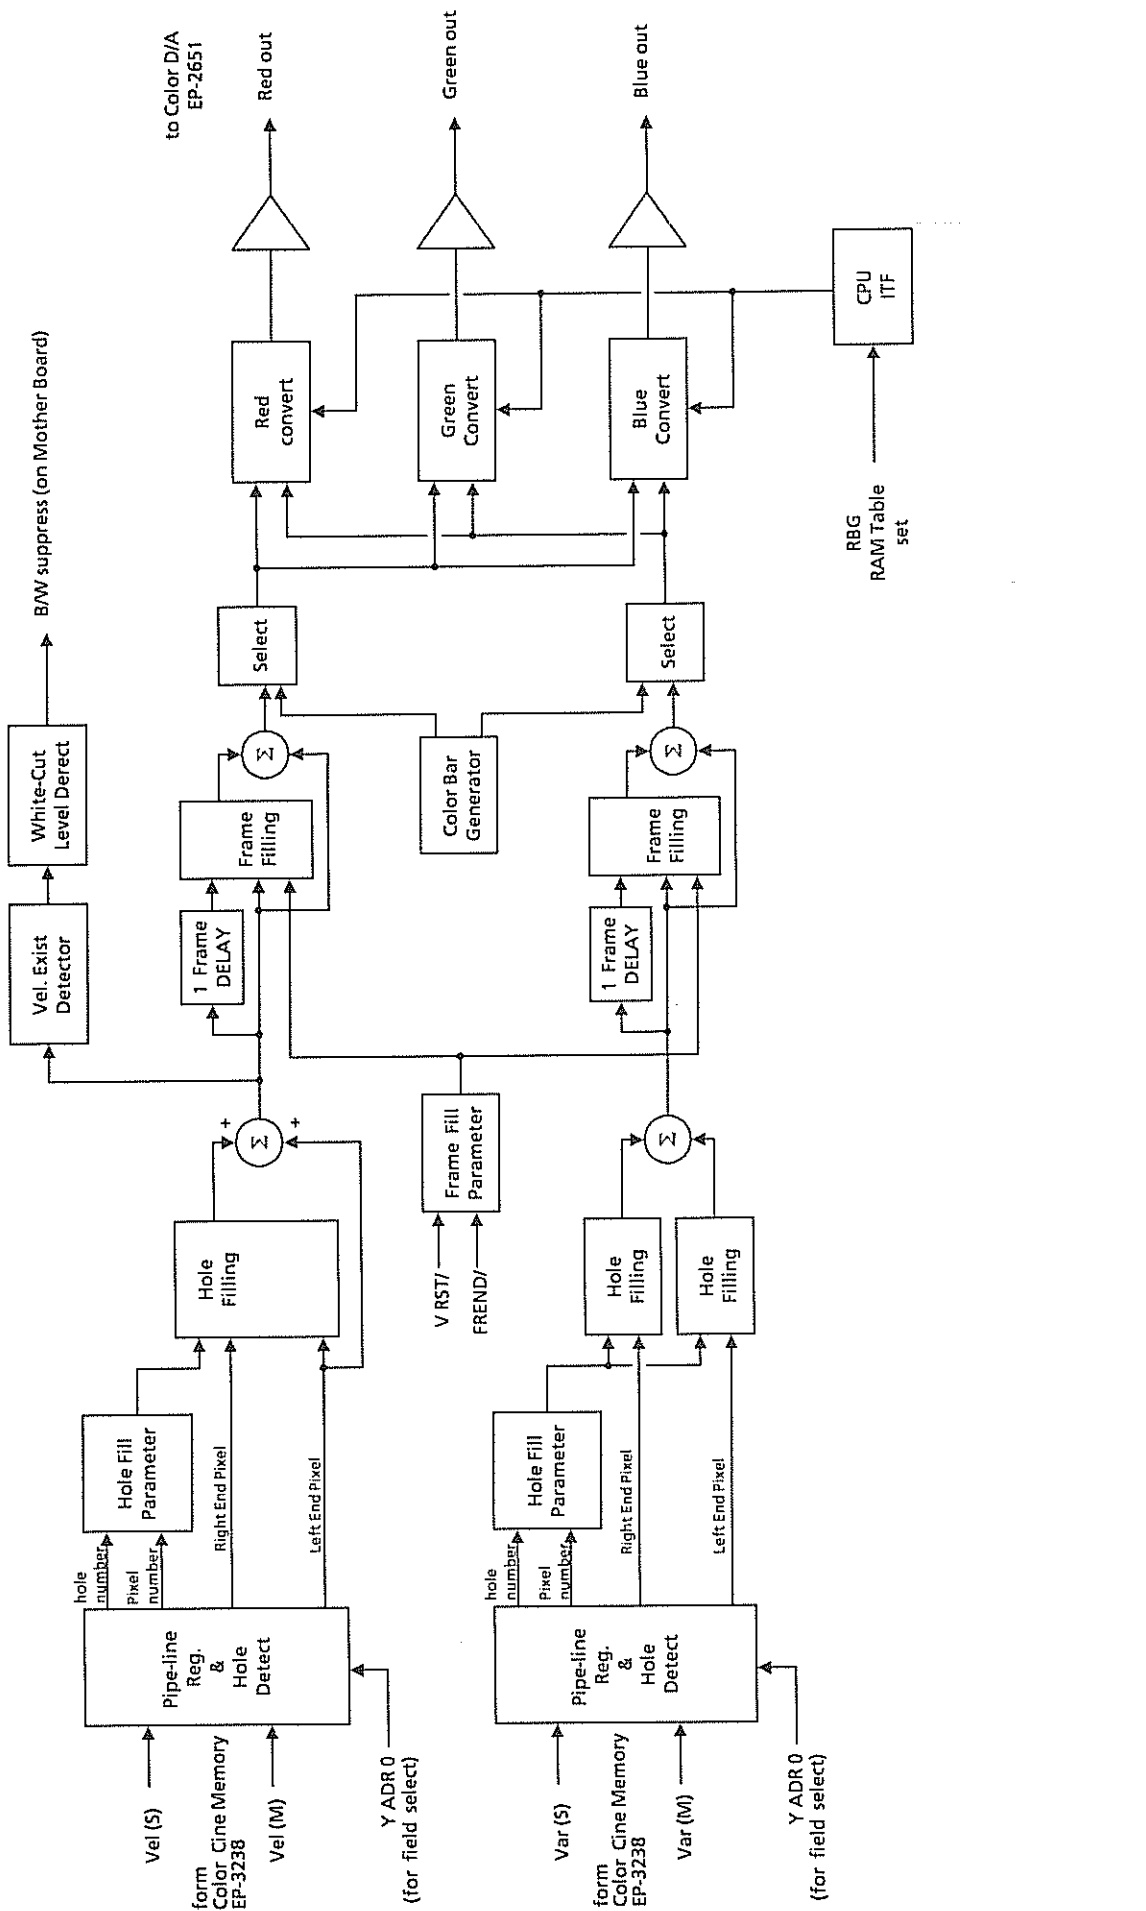 B/W suppress (on Mother Board)
Vel. Exist
Detector
White-Cut
Level Derect
to Color D/A
EP-2651
Vel (S)
form
Color Cine Memory
EP-3238
Vel (M)
Y ADR 0
(for field select)
Pipe-line
Reg.
&
Hole
Detect
hole
number
Pixel
number
Right End Pixel
Left End Pixel
Hole Fill
Parameter
Hole
Filling
+
Σ
+
1 Frame
DELAY
Frame
Filling
Σ
Select
Red
convert
Red out
V RST/
FREND/
Frame Fill
Parameter
Color Bar
Generator
Green
Convert
Green out
Var (S)
form
Color Cine Memory
EP-3238
Var (M)
Y ADR 0
(for field select)
Pipe-line
Reg.
&
Hole
Detect
hole
number
Pixel
number
Right End Pixel
Left End Pixel
Hole Fill
Parameter
Hole
Filling
Hole
Filling
Σ
1 Frame
DELAY
Frame
Filling
Σ
Select
Blue
Convert
Blue out
RBG
RAM Table
set
CPU
ITF